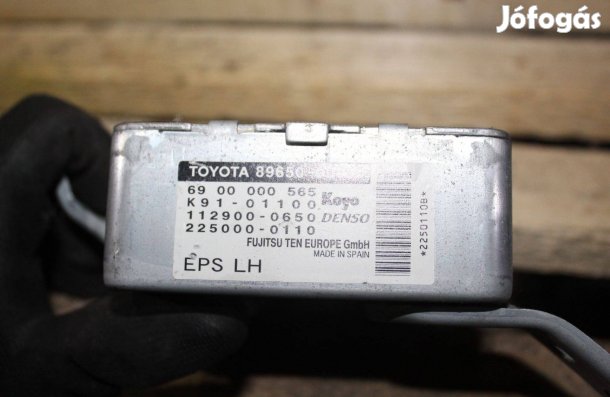 Jófogás
TOYOTA
69 00 000 565
K91-01100 Koyo
112900-0650 DENSO
225000-0110
FUJITSU TEN EUROPE GmbH
MADE IN SPAIN
EPS LH
*2250110B*